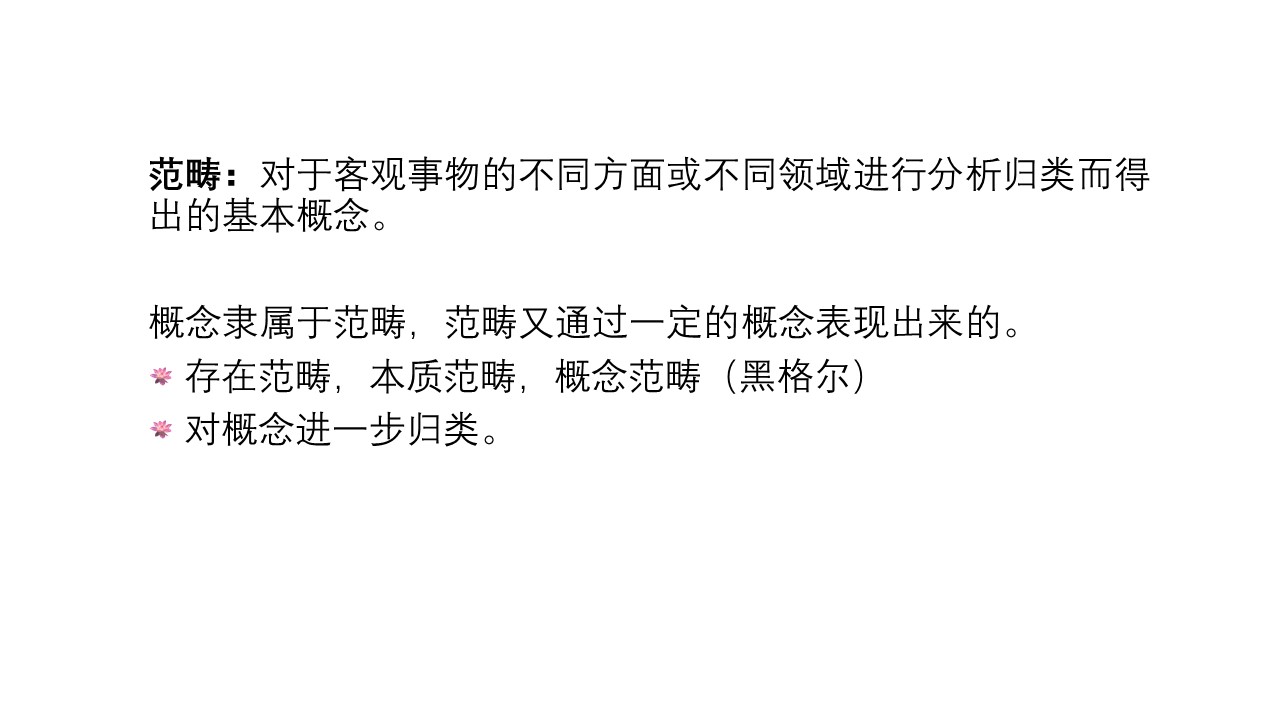 范畴：对于客观事物的不同方面或不同领域进行分析归类而得
出的基本概念。
概念隶属于范畴，范畴又通过一定的概念表现出来的。
存在范畴，本质范畴，概念范畴（黑格尔）
对概念进一步归类。